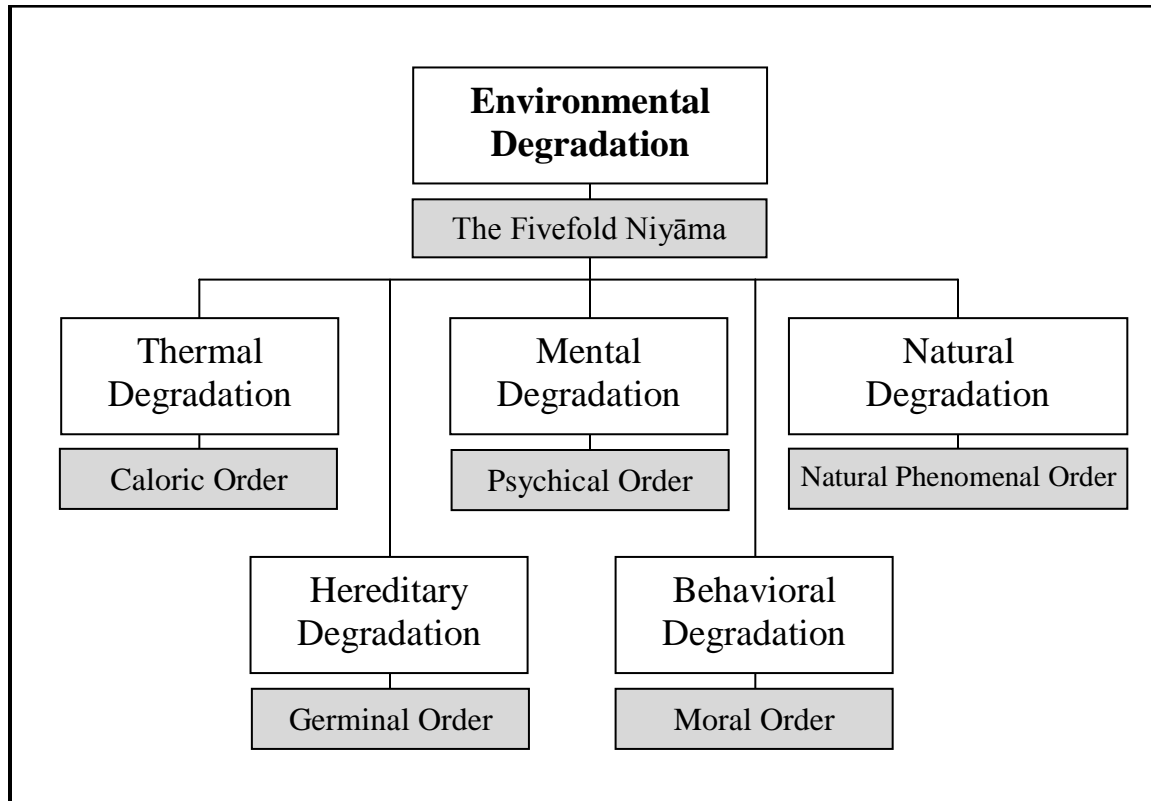 Environmental
Degradation
The Fivefold Niyāma
Thermal
Degradation
Caloric Order
Mental
Degradation
Psychical Order
Natural
Degradation
Natural Phenomenal Order
Hereditary
Degradation
Germinal Order
Behavioral
Degradation
Moral Order